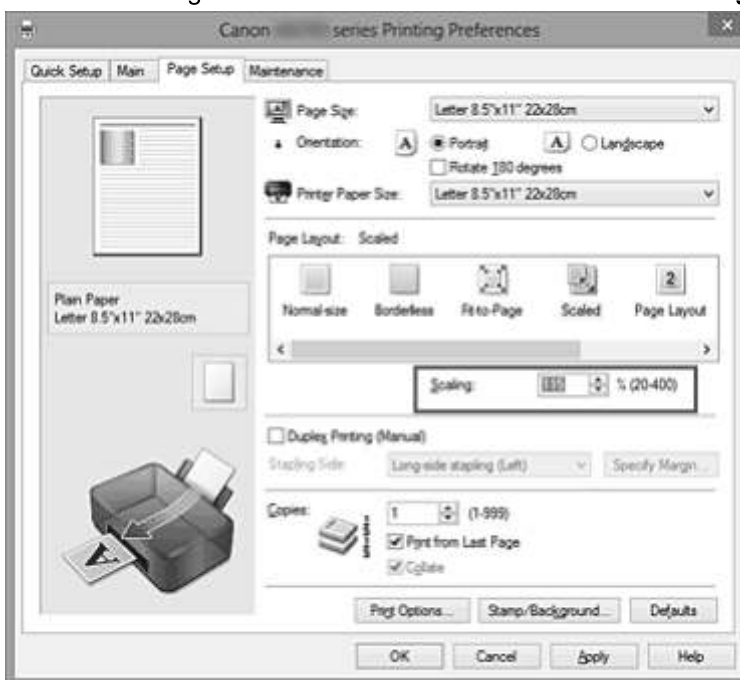 Canon series Printing Preferences
Quick Setup Main Page Setup Maintenance
Page Size: Letter 8.5"x11" 22x28cm
Orientation: A Portrait A Landscape
Rotate 180 degrees
Printer Paper Size: Letter 8.5"x11" 22x28cm
Page Layout: Scaled
Normal-size Borderless Fit-to-Page Scaled 2 Page Layout
Plain Paper
Letter 8.5"x11" 22x28cm
Scaling: % (20-400)
Duplex Printing (Manual)
Stapling Side: Long-side stapling (Left) Specify Margin...
Copies: 1 (1-999)
Print from Last Page
Collate
A
Print Options... Stamp/Background... Defaults
OK Cancel Apply Help